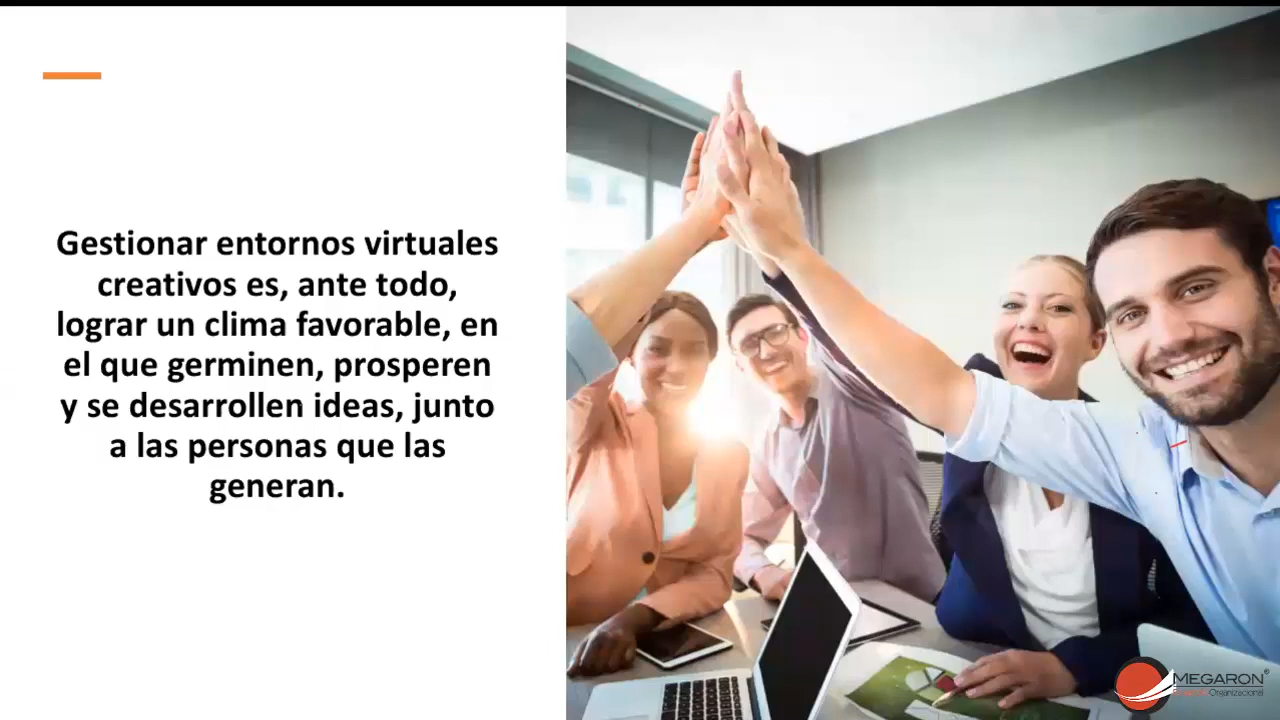 Gestionar entornos virtuales
creativos es, ante todo,
lograr un clima favorable, en
el que germinen, prosperen
y se desarrollen ideas, junto
a las personas que las
generan.
MEGARON®
Organizacional